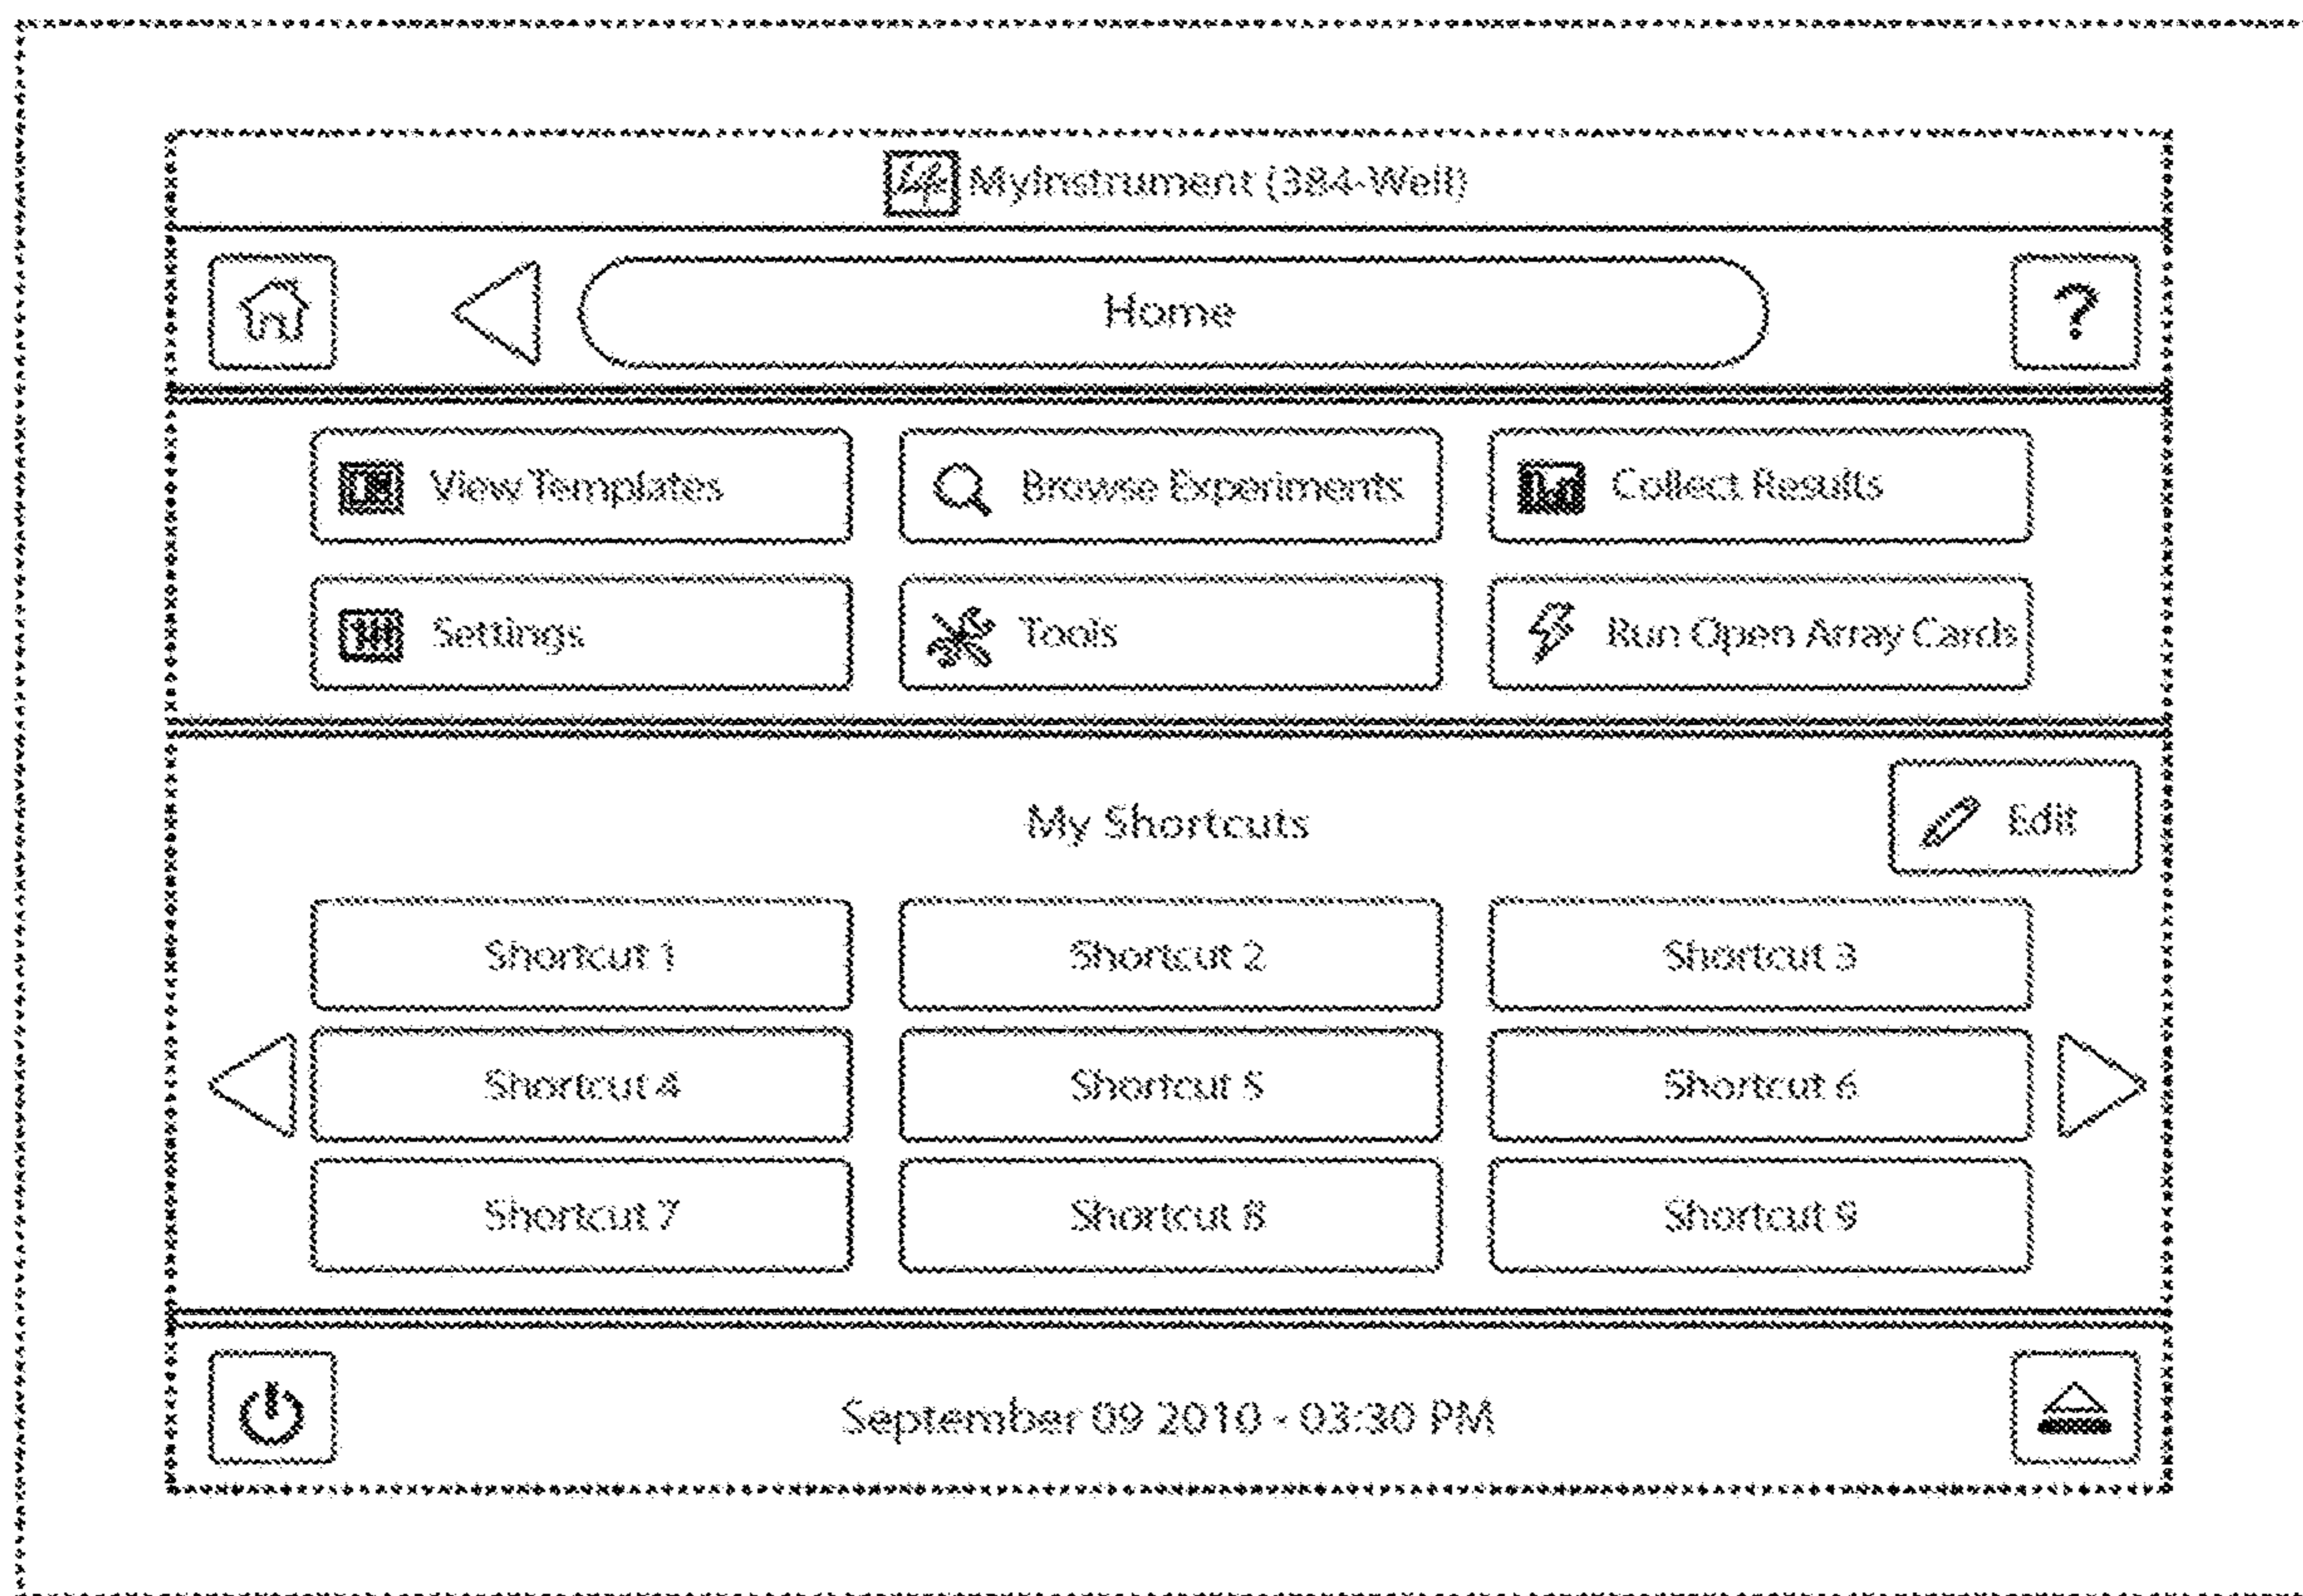 MyInstrument (384-Well)
Home
?
View Templates
Browse Experiments
Collect Results
Settings
Tools
Run Open Array Cards
My Shortcuts
Edit
Shortcut 1
Shortcut 2
Shortcut 3
Shortcut 4
Shortcut 5
Shortcut 6
Shortcut 7
Shortcut 8
Shortcut 9
September 09 2010 - 03:30 PM